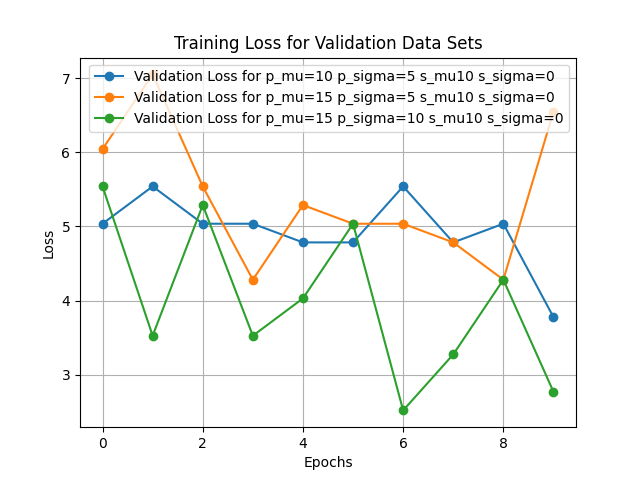 Training Loss for Validation Data Sets
Validation Loss for p_mu=10 p_sigma=5 s_mu10 s_sigma=0
Validation Loss for p_mu=15 p_sigma=5 s_mu10 s_sigma=0
Validation Loss for p_mu=15 p_sigma=10 s_mu10 s_sigma=0
7
6
5
4
3
Loss
0 2 4 6 8
Epochs